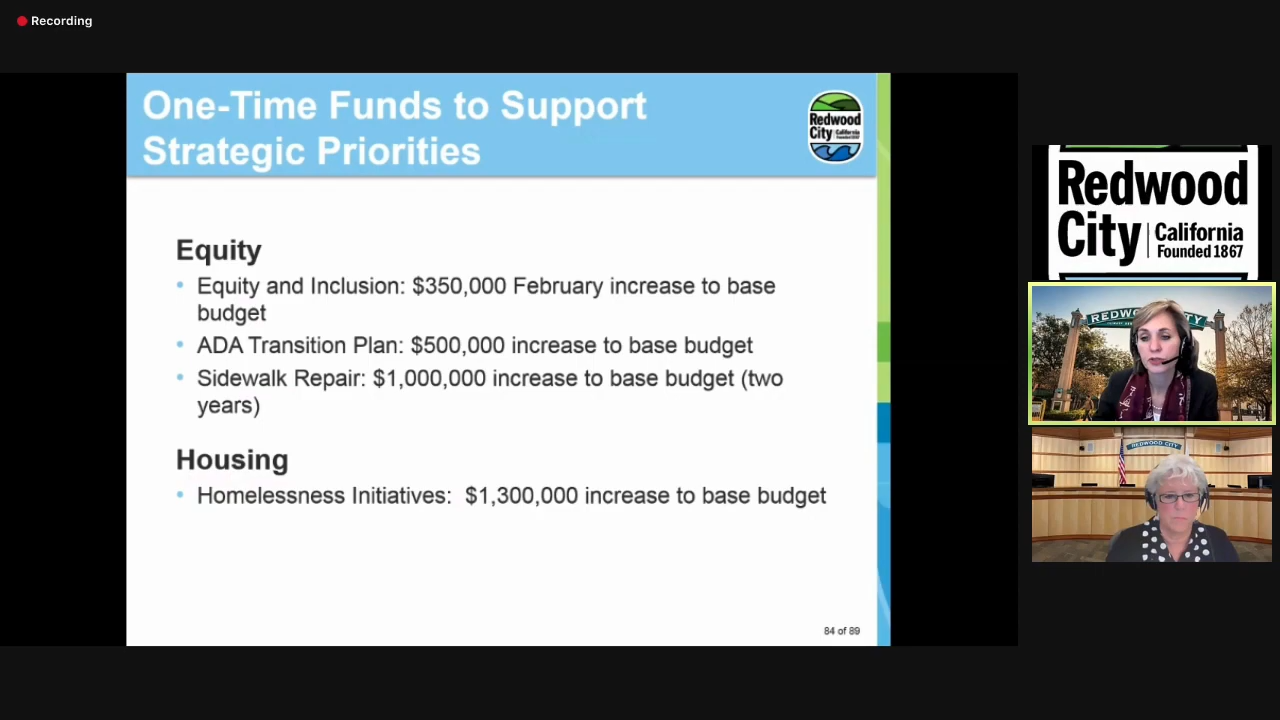 Recording
One-Time Funds to Support
Strategic Priorities
Redwood
City California
Founded 1867
Equity
• Equity and Inclusion: $350,000 February increase to base
budget
• ADA Transition Plan: $500,000 increase to base budget
• Sidewalk Repair: $1,000,000 increase to base budget (two
years)
Housing
• Homelessness Initiatives: $1,300,000 increase to base budget
84 of 89
Redwood
City California
Founded 1867
REDWOOD CITY